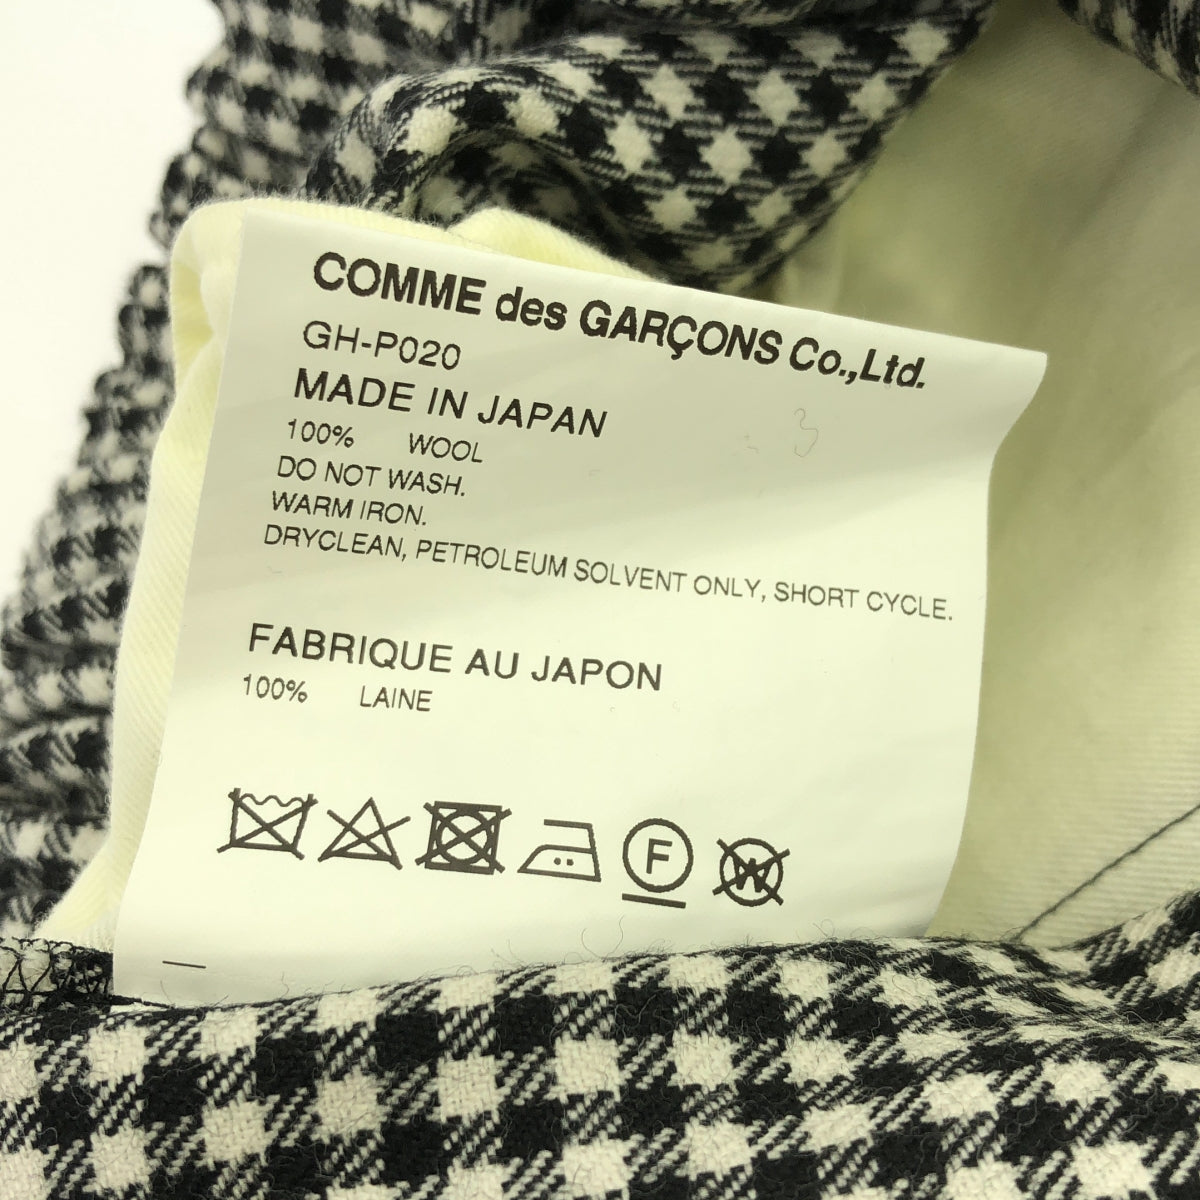 COMME des GARÇONS Co.,Ltd.
GH-P020
MADE IN JAPAN
100% WOOL
DO NOT WASH.
WARM IRON.
DRYCLEAN, PETROLEUM SOLVENT ONLY, SHORT CYCLE.
FABRIQUE AU JAPON
100% LAINE
F W